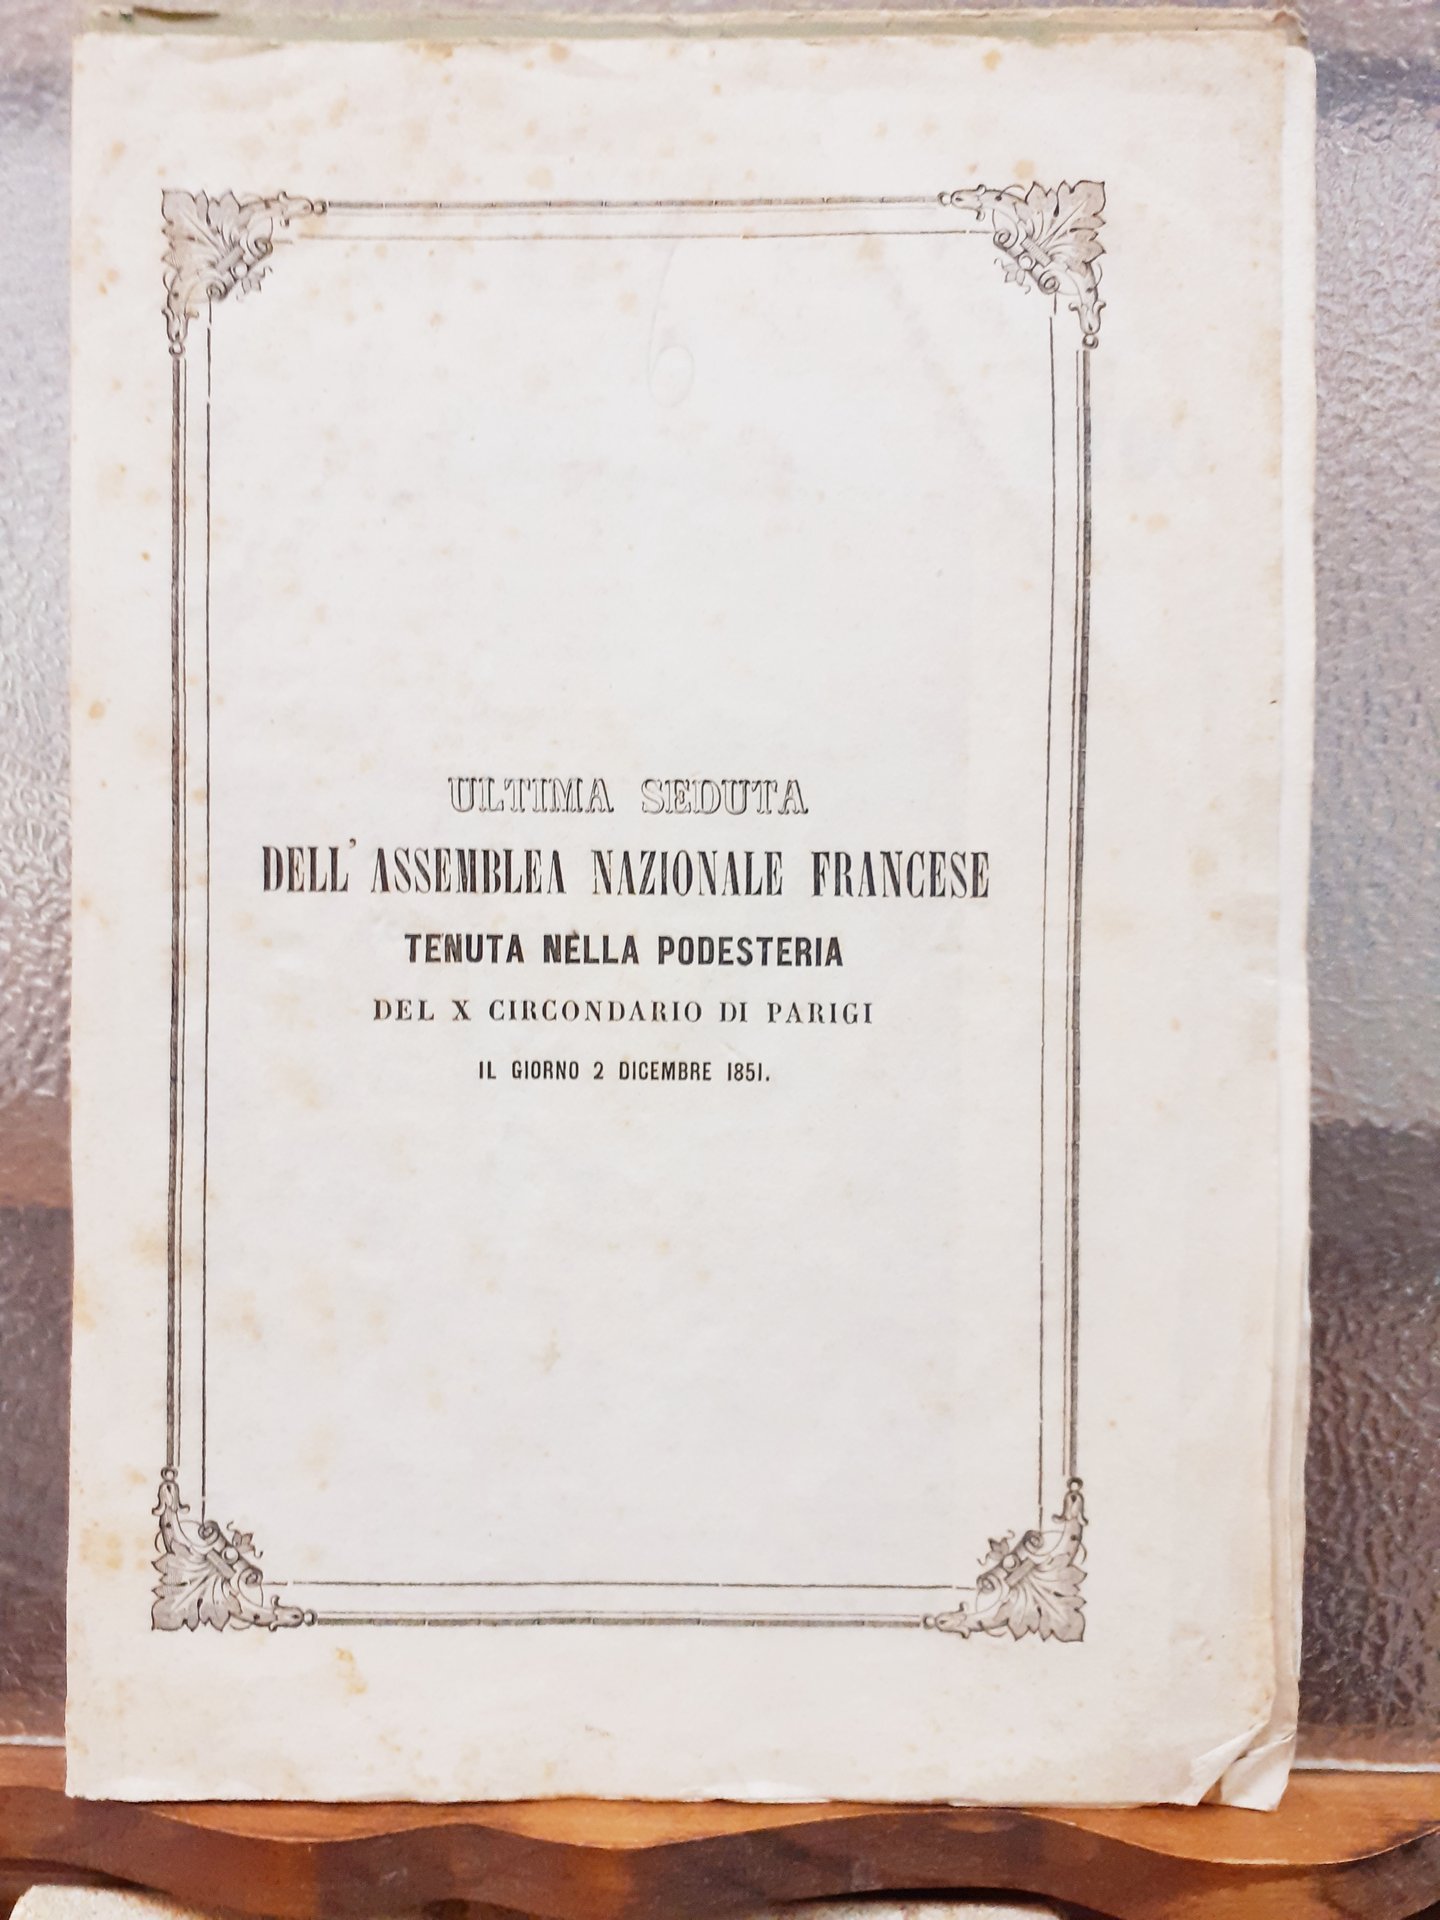 ULTIMA SEDUTA
DELL' ASSEMBLEA NAZIONALE FRANCESE
TENUTA NELLA PODESTERIA
DEL X CIRCONDARIO DI PARIGI
IL GIORNO 2 DICEMBRE 1851.